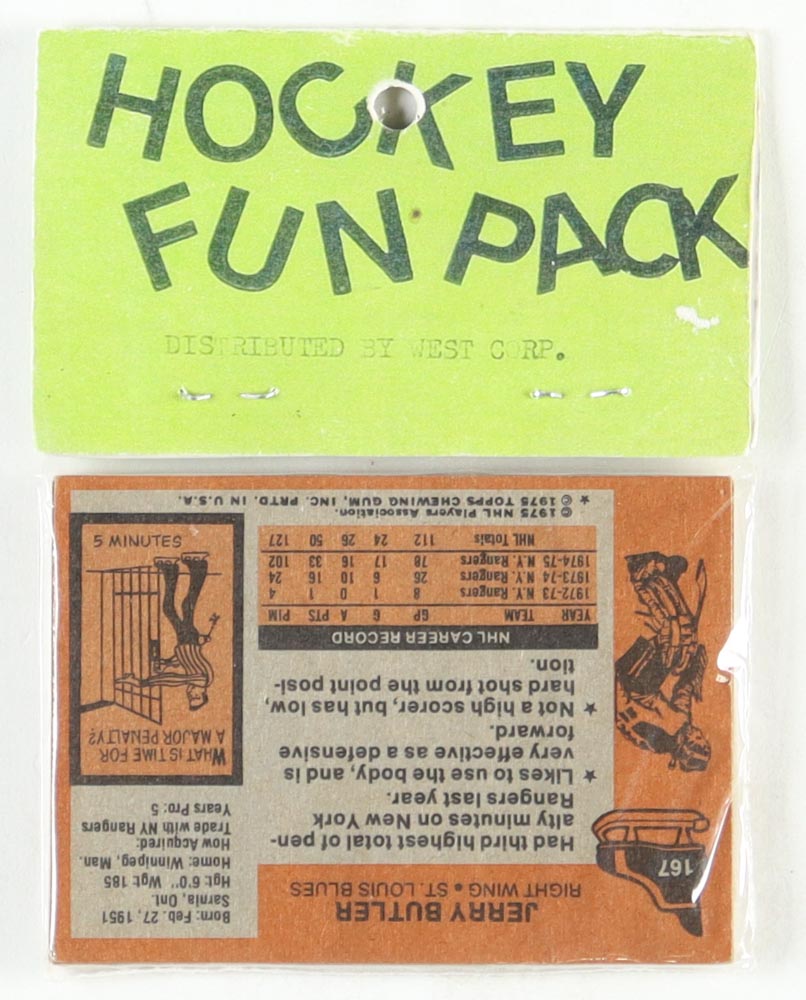 HOCKEY
FUN PACK
DISTRIBUTED BY WEST CORP.
167
JERRY BUTLER
RIGHT WING • ST. LOUIS BLUES
Had third highest total of pen-
alty minutes on New York
Rangers last year.
★ Likes to use the body, and is
very effective as a defensive
forward.
★ Not a high scorer, but has low,
hard shot from the point posi-
tion.
NHL CAREER RECORD
YEAR TEAM GP G A PTS PIM
1972-73 N.Y. Rangers 8 1 0 1 4
1973-74 N.Y. Rangers 26 6 10 16 24
1974-75 N.Y. Rangers 78 17 16 33 102
NHL Totals 112 24 26 50 127
© 1975 NHL Players Association.
★ © 1975 TOPPS CHEWING GUM, INC. PRTD. IN U.S.A.
Born: Feb. 27, 1951
Sarnia, Ont.
Hgt: 6.0" Wgt: 185
Home: Winnipeg, Man.
How Acquired:
Trade with NY Rangers
Years Pro: 5
WHAT IS TIME FOR
A MAJOR PENALTY?
5 MINUTES